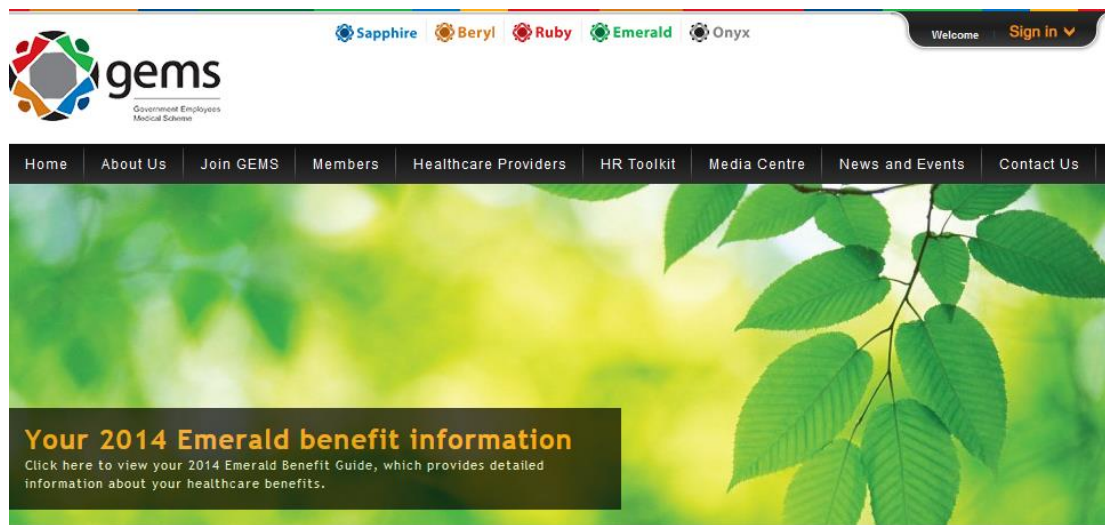 Sapphire Beryl Ruby Emerald Onyx
Welcome Sign in
gems
Government Employees
Medical Scheme
Home About Us Join GEMS Members Healthcare Providers HR Toolkit Media Centre News and Events Contact Us
Your 2014 Emerald benefit information
Click here to view your 2014 Emerald Benefit Guide, which provides detailed
information about your healthcare benefits.